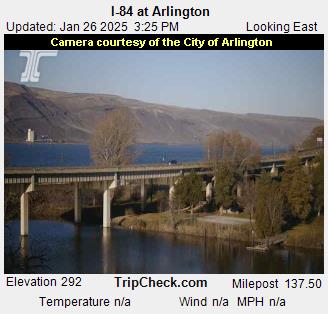 I-84 at Arlington
Updated: Jan 26 2025 3:25 PM Looking East
Camera courtesy of the City of Arlington
Elevation 292 TripCheck.com Milepost 137.50
Temperature n/a Wind n/a MPH n/a